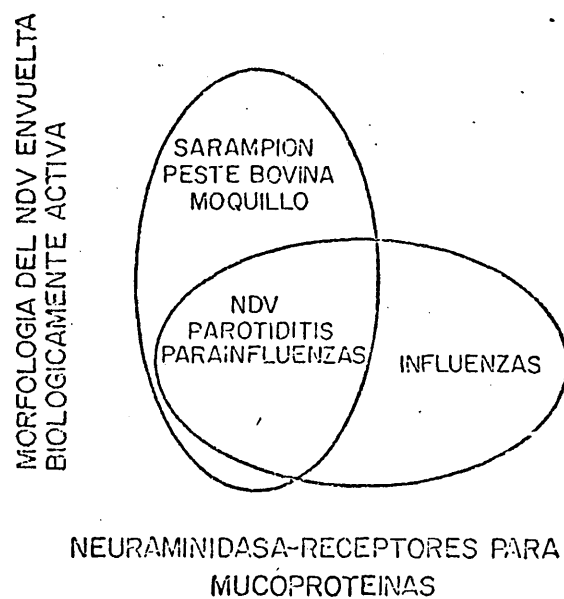 MORFOLOGIA DEL NDV ENVUELTA
BIOLOGICAMENTE ACTIVA
SARAMPION
PESTE BOVINA
MOQUILLO
NDV
PAROTIDITIS
PARAINFLUENZAS
INFLUENZAS
NEURAMINIDASA-RECEPTORES PARA
MUCOPROTEINAS